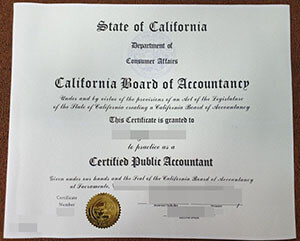 State of California
Department of
Consumer Affairs
California Board of Accountancy
Under and by virtue of the provisions of an Act of the Legislature
of the State of California creating a California Board of Accountancy
This Certificate is granted to
to practice as a
Certified Public Accountant
Given under our hands and the Seal of the California Board of Accountancy
at Sacramento,
Certificate
Number